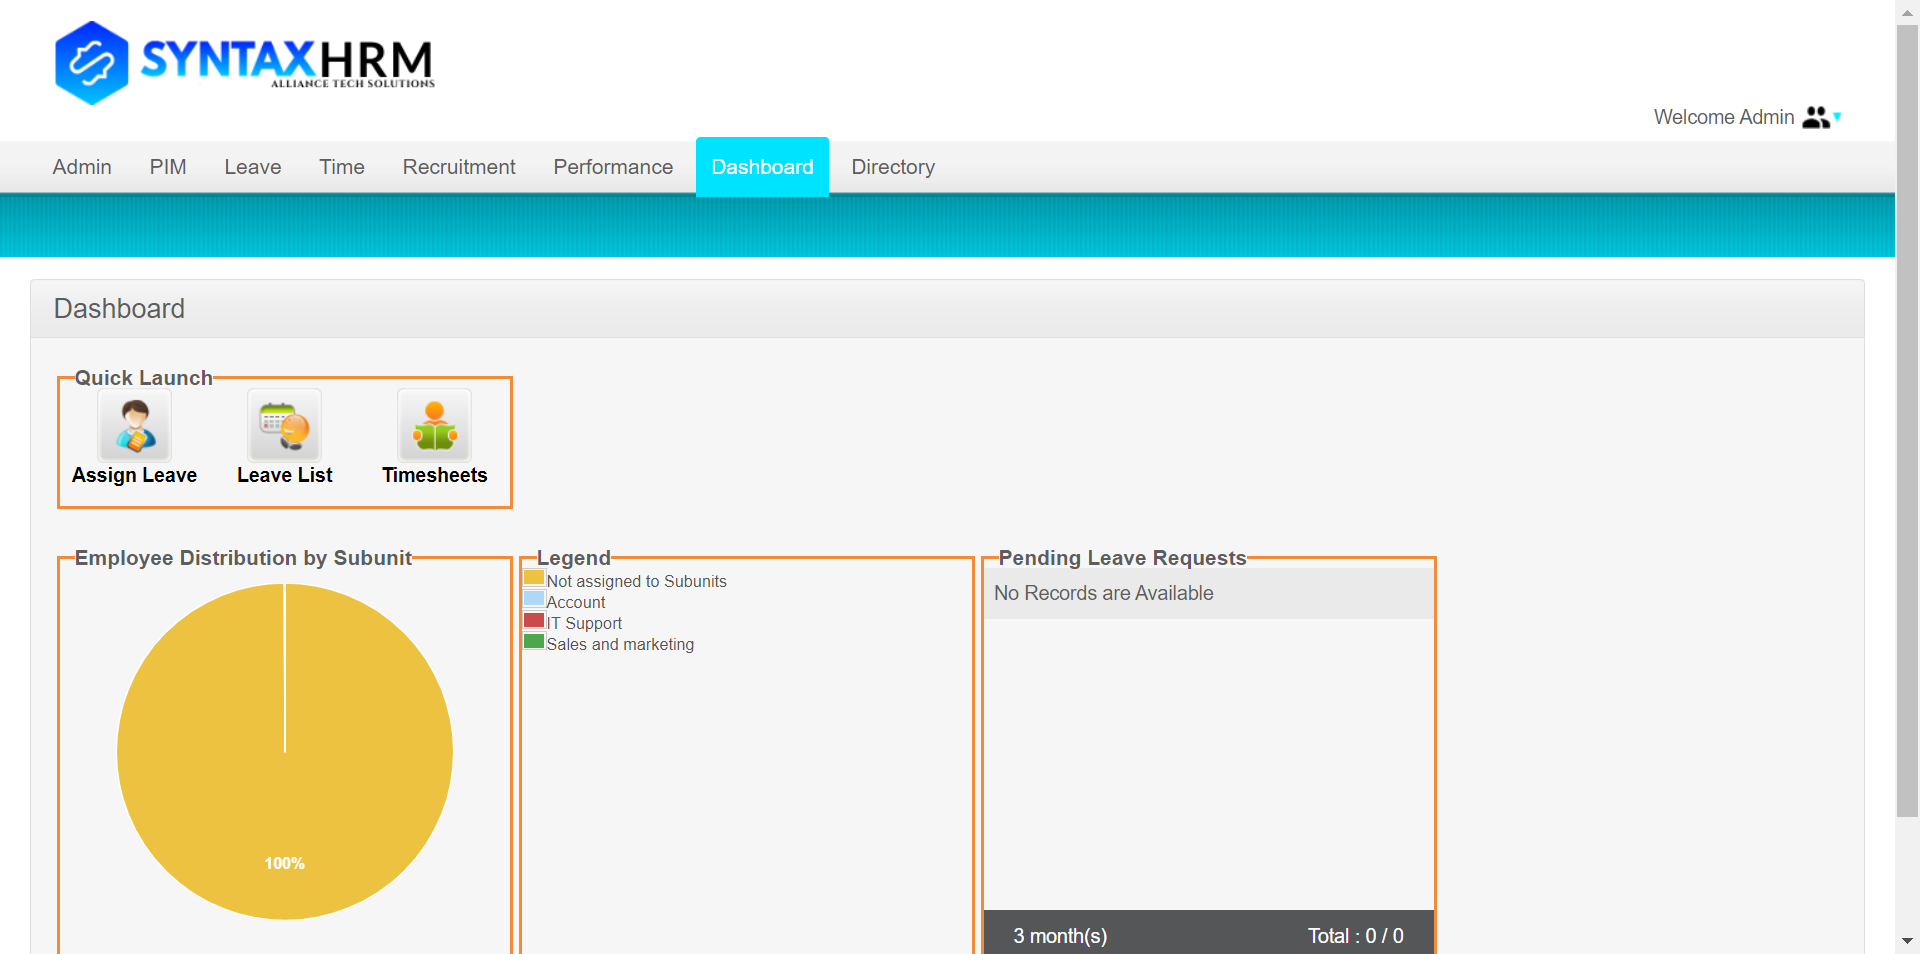 SYNTAXHRM
ALLIANCE TECH SOLUTIONS
Welcome Admin
Admin PIM Leave Time Recruitment Performance Dashboard Directory
Dashboard
Quick Launch
Assign Leave Leave List Timesheets
Employee Distribution by Subunit
100%
Legend
Not assigned to Subunits
Account
IT Support
Sales and marketing
Pending Leave Requests
No Records are Available
3 month(s) Total : 0 / 0